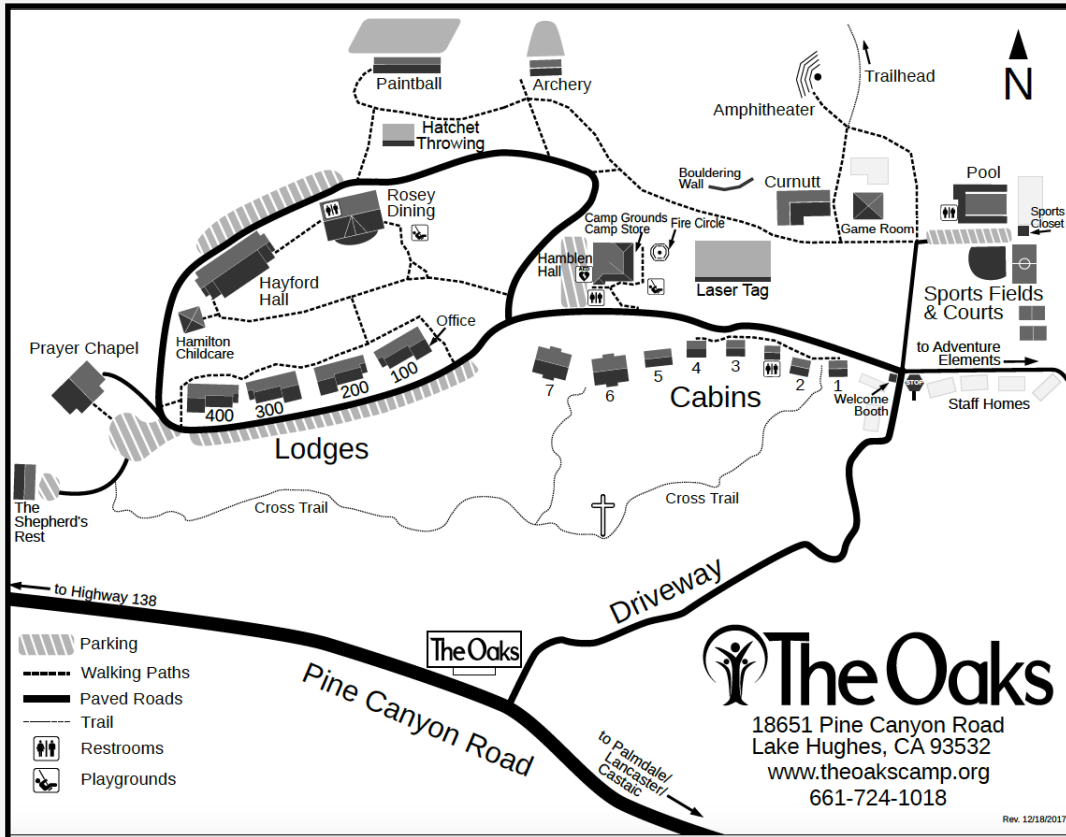 Paintball
Archery
Trailhead
Amphitheater
N
Hatchet
Throwing
Bouldering
Wall
Curnutt
Pool
Rosey
Dining
Camp Grounds
Camp Store
Fire Circle
Game Room
Sports
Closet
Hamblen
Hall
AED
Laser Tag
Hayford
Hall
Sports Fields
& Courts
Office
Hamilton
Childcare
Prayer Chapel
to Adventure
Elements
100
200
300
400
7
6
5
4
3
2
1
Cabins
STOP
Welcome
Booth
Staff Homes
Lodges
The
Shepherd's
Rest
Cross Trail
Cross Trail
to Highway 138
Driveway
The Oaks
Pine Canyon Road
to Palmdale/
Lancaster/
Castaic
Parking
Walking Paths
Paved Roads
Trail
Restrooms
Playgrounds
The Oaks
18651 Pine Canyon Road
Lake Hughes, CA 93532
www.theoakscamp.org
661-724-1018
Rev. 12/18/2017